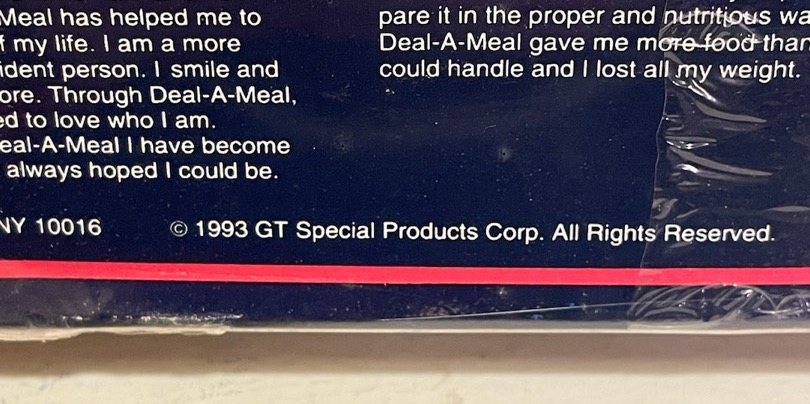 Meal has helped me to
f my life. I am a more
ident person. I smile and
ore. Through Deal-A-Meal,
ed to love who I am.
eal-A-Meal I have become
always hoped I could be.
pare it in the proper and nutritious wa
Deal-A-Meal gave me more food than
could handle and I lost all my weight.
NY 10016 © 1993 GT Special Products Corp. All Rights Reserved.